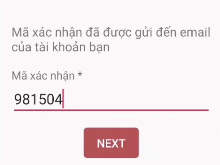 Mã xác nhận đã được gửi đến email
của tài khoản bạn
Mã xác nhận *
981504
NEXT